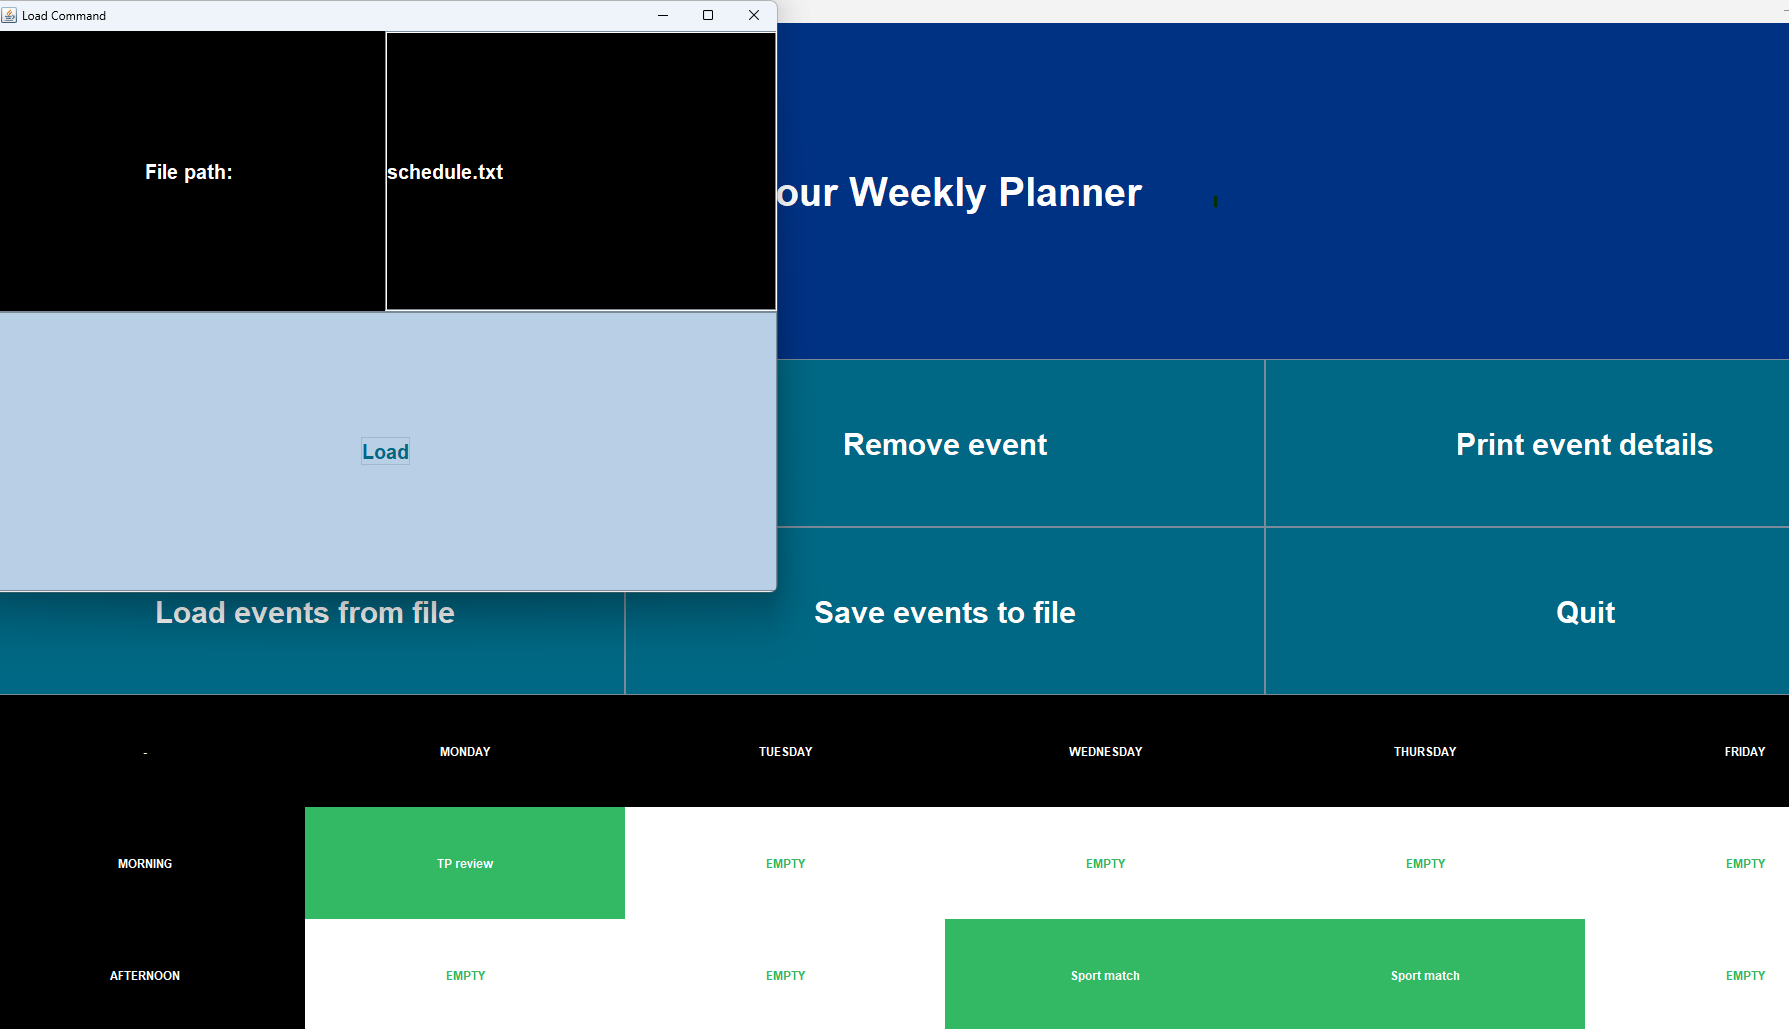 Load Command
File path:
schedule.txt
Load
our Weekly Planner
Remove event
Print event details
Load events from file
Save events to file
Quit
-
MONDAY
TUESDAY
WEDNESDAY
THURSDAY
FRIDAY
MORNING
TP review
EMPTY
EMPTY
EMPTY
EMPTY
AFTERNOON
EMPTY
EMPTY
Sport match
Sport match
EMPTY